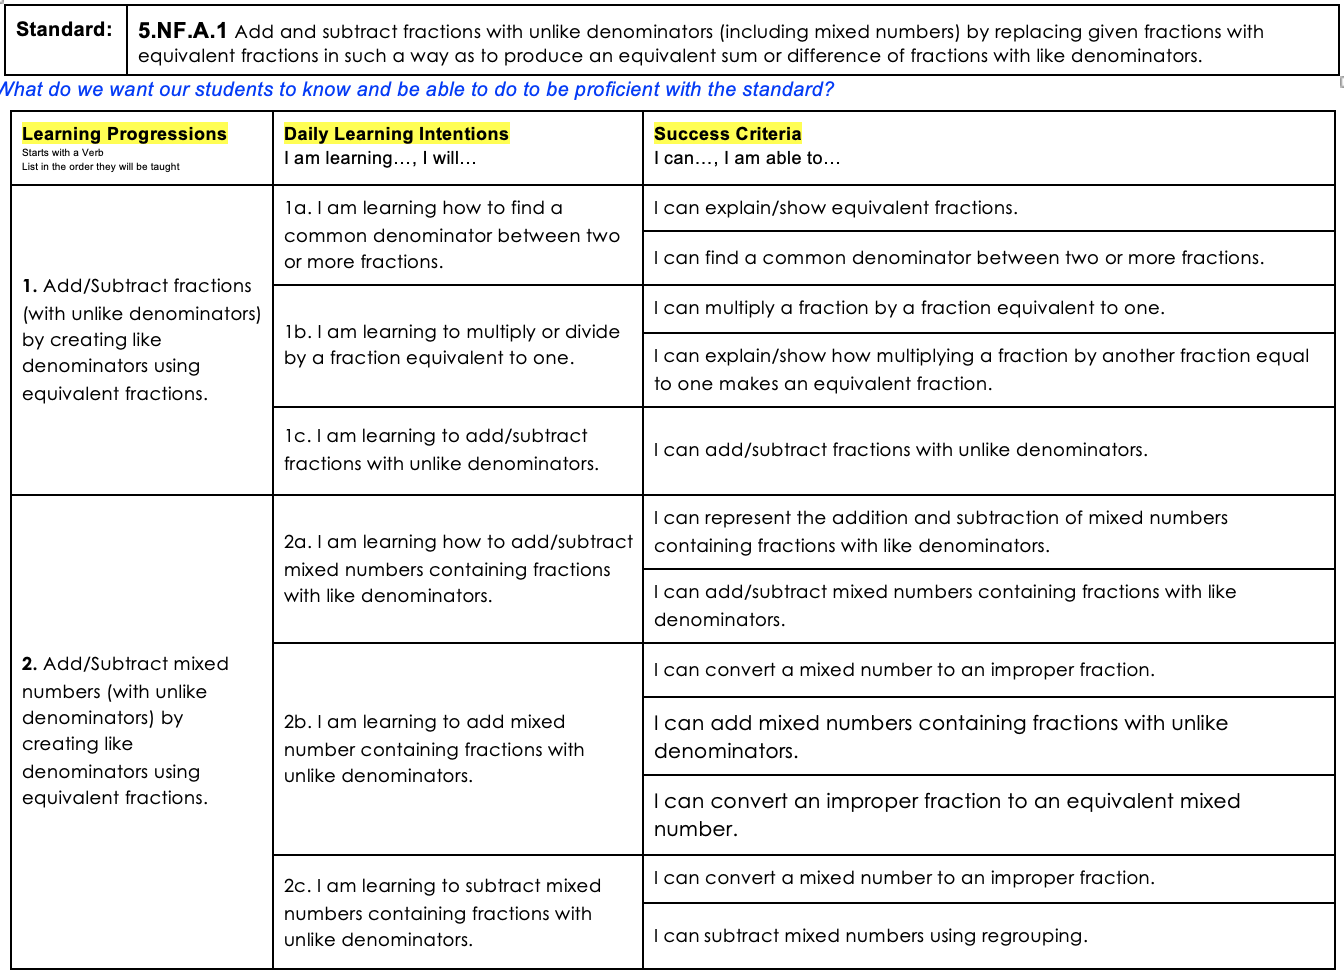 Standard:
5.NF.A.1 Add and subtract fractions with unlike denominators (including mixed numbers) by replacing given fractions with
equivalent fractions in such a way as to produce an equivalent sum or difference of fractions with like denominators.
What do we want our students to know and be able to do to be proficient with the standard?
Learning Progressions
Starts with a Verb
List in the order they will be taught
Daily Learning Intentions
I am learning…, I will…
Success Criteria
I can…, I am able to…
1. Add/Subtract fractions
(with unlike denominators)
by creating like
denominators using
equivalent fractions.
1a. I am learning how to find a
common denominator between two
or more fractions.
I can explain/show equivalent fractions.
I can find a common denominator between two or more fractions.
1b. I am learning to multiply or divide
by a fraction equivalent to one.
I can multiply a fraction by a fraction equivalent to one.
I can explain/show how multiplying a fraction by another fraction equal
to one makes an equivalent fraction.
1c. I am learning to add/subtract
fractions with unlike denominators.
I can add/subtract fractions with unlike denominators.
2. Add/Subtract mixed
numbers (with unlike
denominators) by
creating like
denominators using
equivalent fractions.
2a. I am learning how to add/subtract
mixed numbers containing fractions
with like denominators.
I can represent the addition and subtraction of mixed numbers
containing fractions with like denominators.
I can add/subtract mixed numbers containing fractions with like
denominators.
2b. I am learning to add mixed
number containing fractions with
unlike denominators.
I can convert a mixed number to an improper fraction.
I can add mixed numbers containing fractions with unlike
denominators.
I can convert an improper fraction to an equivalent mixed
number.
2c. I am learning to subtract mixed
numbers containing fractions with
unlike denominators.
I can convert a mixed number to an improper fraction.
I can subtract mixed numbers using regrouping.